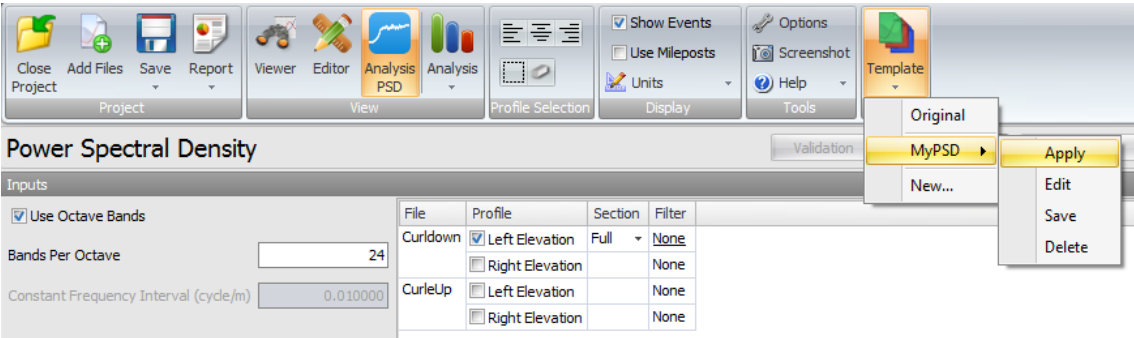 Close Project
Add Files
Save
Report
Project
Viewer
Editor
Analysis PSD
Analysis
View
Profile Selection
Show Events
Use Mileposts
Units
Display
Options
Screenshot
Help
Tools
Template
Original
MyPSD
New...
Apply
Edit
Save
Delete
Power Spectral Density
Validation
Inputs
Use Octave Bands
Bands Per Octave 24
Constant Frequency Interval (cycle/m) 0.010000
File Profile Section Filter
Curldown Left Elevation Full None
Right Elevation None
CurleUp Left Elevation None
Right Elevation None